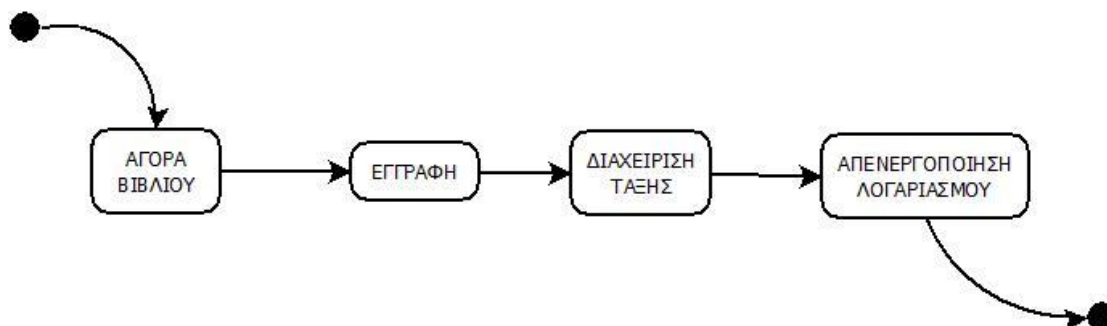 ΑΓΟΡΑ
ΒΙΒΛΙΟΥ
ΕΓΓΡΑΦΗ
ΔΙΑΧΕΙΡΙΣΗ
ΤΑΞΗΣ
ΑΠΕΝΕΡΓΟΠΟΙΗΣΗ
ΛΟΓΑΡΙΑΣΜΟΥ